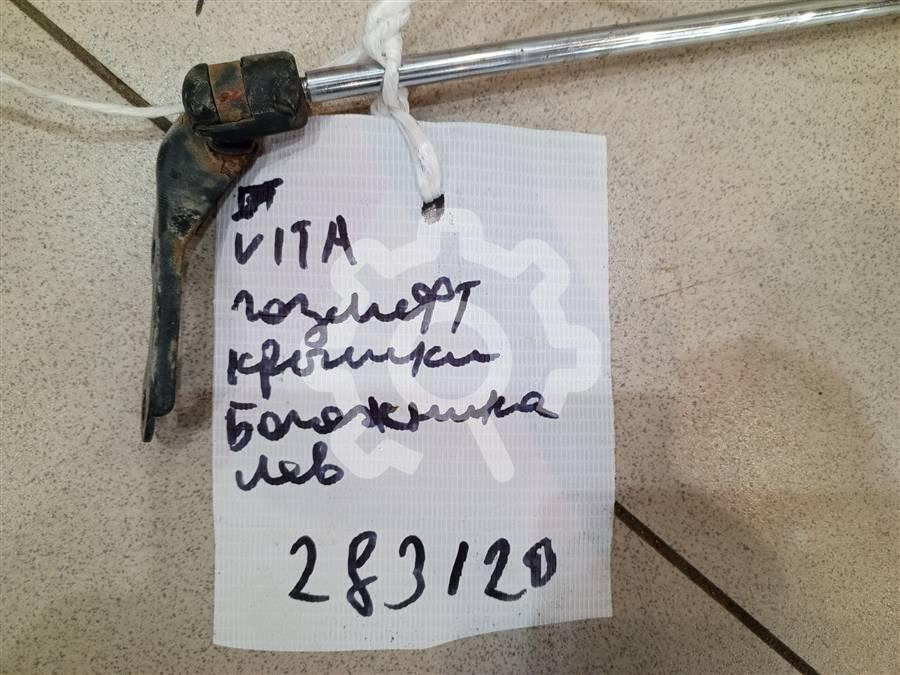 VITA
газлифт
крышки
Багажника
лев
283120